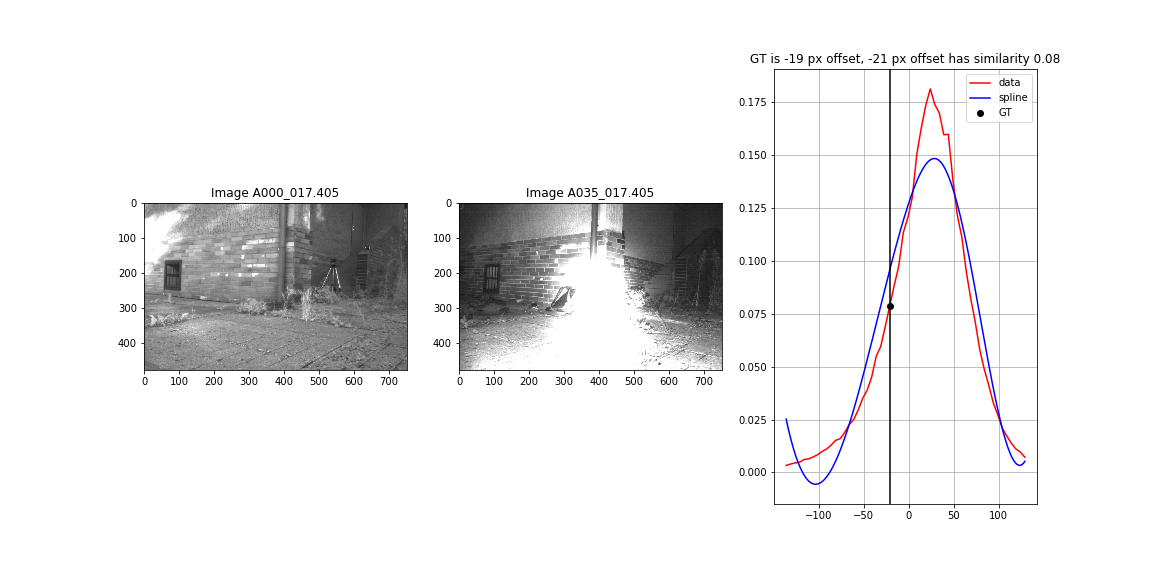 GT is -19 px offset, -21 px offset has similarity 0.08
data
spline
GT
0.175
0.150
0.125
0.100
0.075
0.050
0.025
0.000
−100 −50 0 50 100
Image A000_017.405
0
100
200
300
400
0 100 200 300 400 500 600 700
Image A035_017.405
0
100
200
300
400
0 100 200 300 400 500 600 700